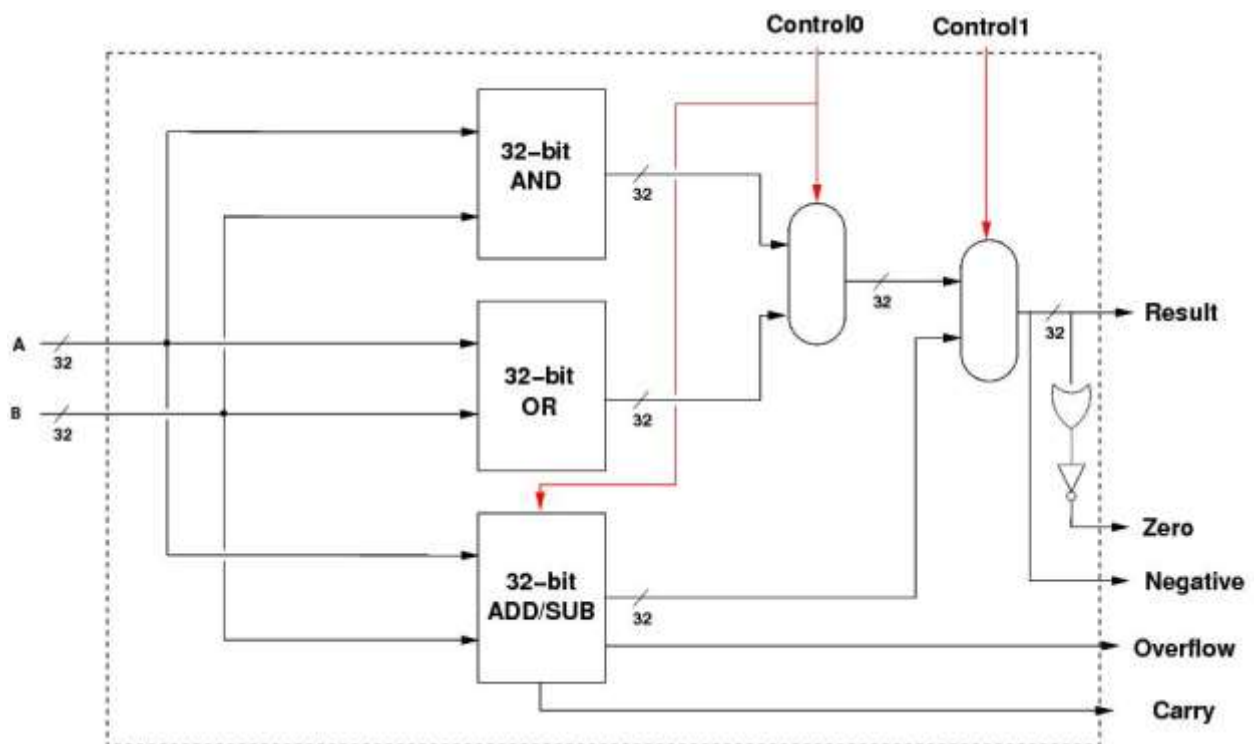 Control0
Control1
32-bit
AND
32
32-bit
OR
32
A
32
B
32
32
32
Result
Zero
Negative
32-bit
ADD/SUB
32
Overflow
Carry